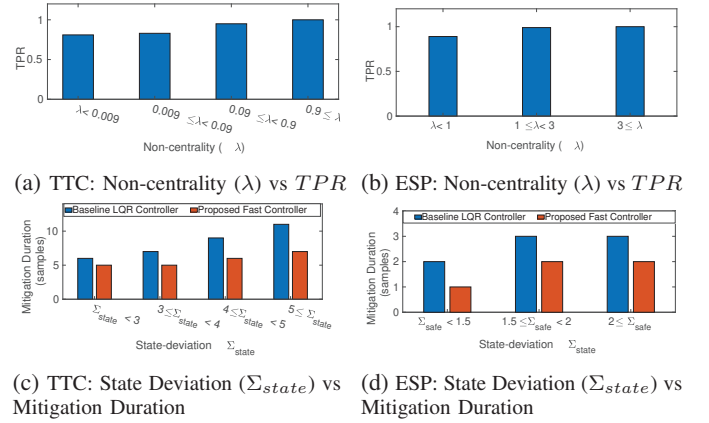 1
0.5
0
TPR
λ< 0.009
0.009 ≤λ< 0.09
0.09 ≤λ< 0.9
0.9 ≤ λ
Non-centrality ( λ)
1
0.5
0
TPR
λ< 1
1 ≤λ< 3
3 ≤ λ
Non-centrality ( λ)
(a) TTC: Non-centrality (λ) vs TPR
(b) ESP: Non-centrality (λ) vs TPR
Baseline LQR Controller Proposed Fast Controller
Mitigation Duration
(samples)
10
5
0
Σstate < 3
3 ≤Σstate < 4
4 ≤Σstate < 5
5 ≤ Σstate
State-deviation Σstate
Baseline LQR Controller Proposed Fast Controller
Mitigation Duration
(samples)
4
3
2
1
0
Σsafe < 1.5
1.5 ≤Σsafe < 2
2 ≤ Σsafe
State-deviation Σstate
(c) TTC: State Deviation (Σstate) vs
Mitigation Duration
(d) ESP: State Deviation (Σstate) vs
Mitigation Duration